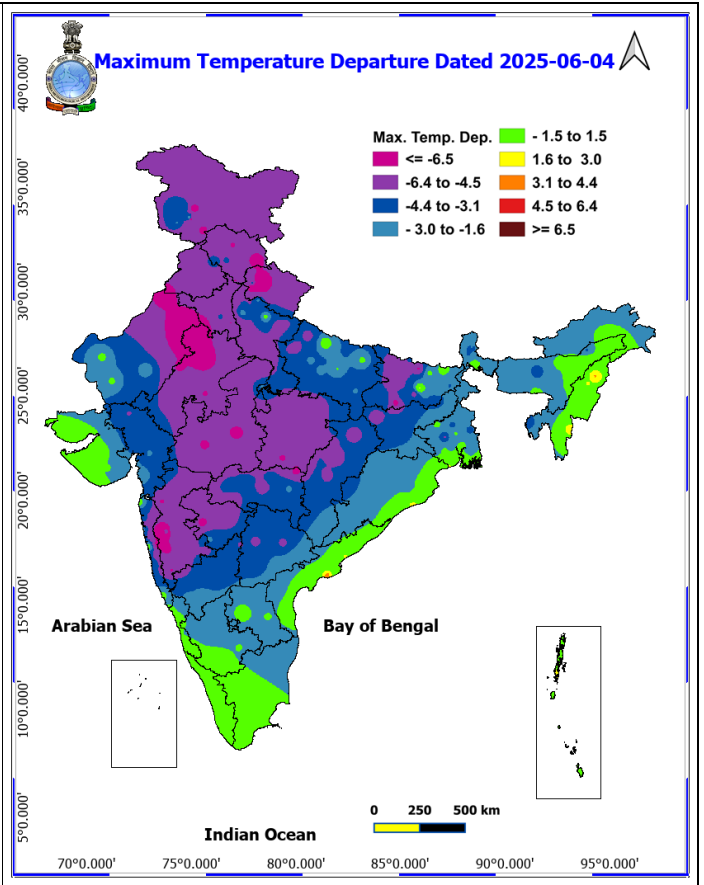 Maximum Temperature Departure Dated 2025-06-04
40°0.000'
Max. Temp. Dep.
<= -6.5
-6.4 to -4.5
-4.4 to -3.1
- 3.0 to -1.6
- 1.5 to 1.5
1.6 to 3.0
3.1 to 4.4
4.5 to 6.4
>= 6.5
35°0.000'
30°0.000'
25°0.000'
20°0.000'
15°0.000'
Arabian Sea
Bay of Bengal
10°0.000'
5°0.000'
0 250 500 km
Indian Ocean
70°0.000' 75°0.000' 80°0.000' 85°0.000' 90°0.000' 95°0.000'